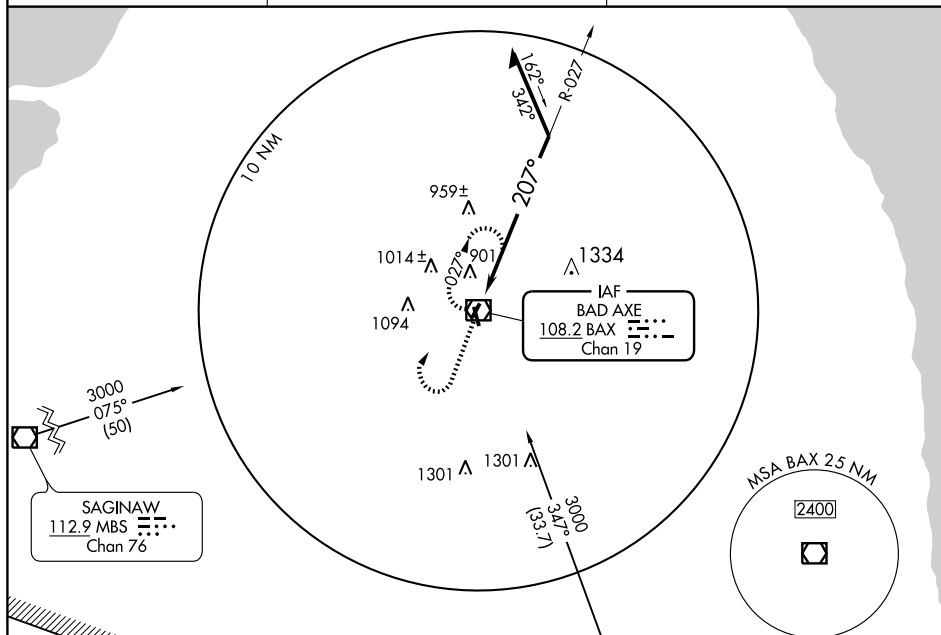 10 NM
162°
342°
R-027
207°
959±
1014±
901
027°
1334
1094
IAF
BAD AXE
108.2 BAX
Chan 19
3000
075°
(50)
SAGINAW
112.9 MBS
Chan 76
1301
1301
3000
347°
(33.7)
MSA BAX 25 NM
2400